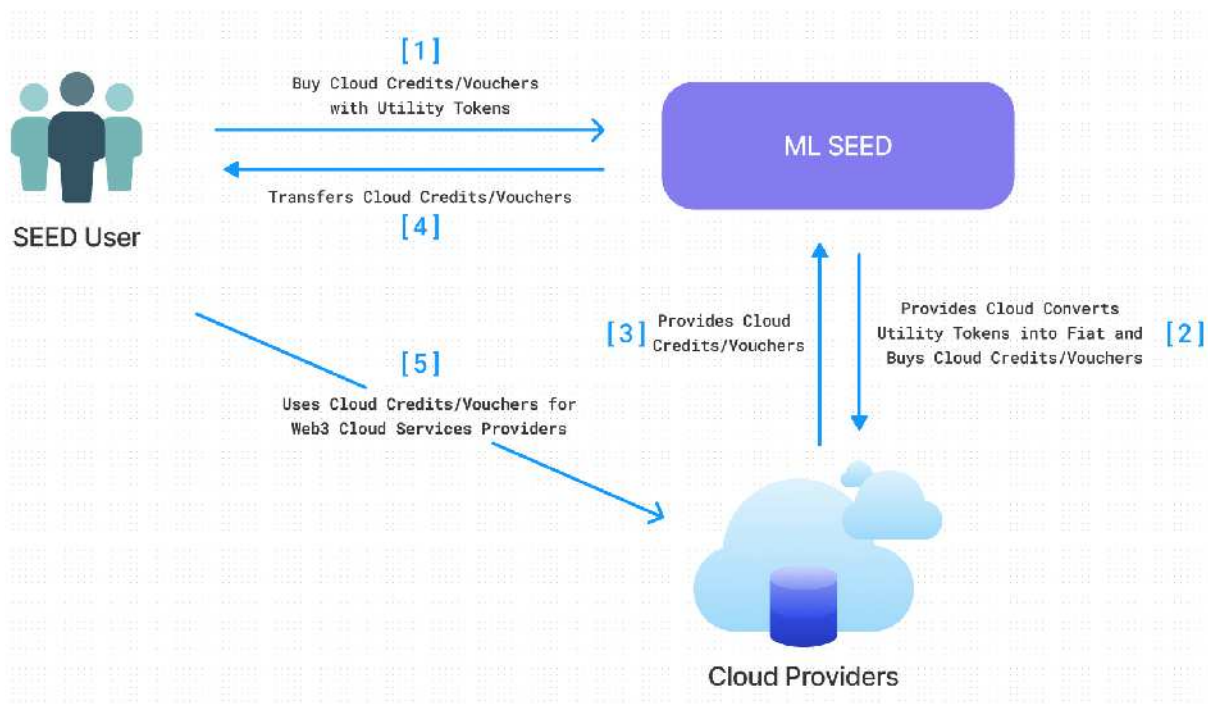 [1]
Buy Cloud Credits/Vouchers
with Utility Tokens
ML SEED
Transfers Cloud Credits/Vouchers
[4]
SEED User
[3]
Provides Cloud
Credits/Vouchers
Provides Cloud Converts
Utility Tokens into Fiat and
Buys Cloud Credits/Vouchers
[2]
[5]
Uses Cloud Credits/Vouchers for
Web3 Cloud Services Providers
Cloud Providers